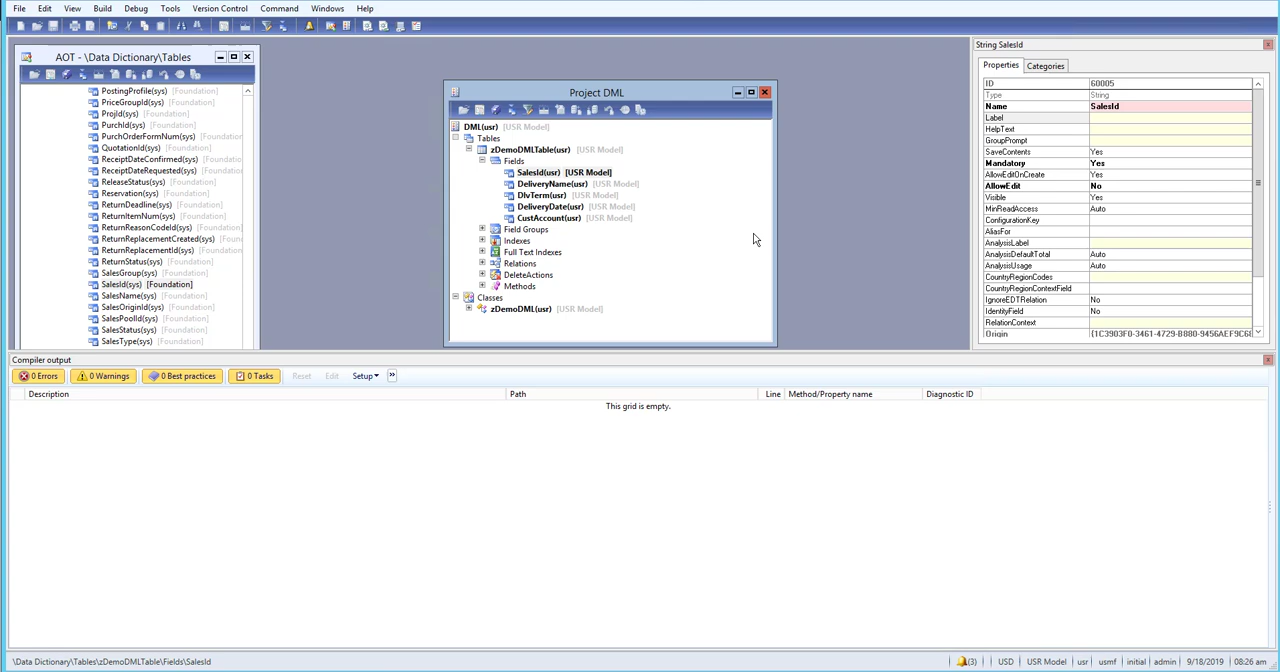 File Edit View Build Debug Tools Version Control Command Windows Help
AOT - \Data Dictionary\Tables
PostingProfile(sys) [Foundation]
PriceGroupId(sys) [Foundation]
ProjId(sys) [Foundation]
PurchId(sys) [Foundation]
PurchOrderFormNum(sys) [Foundation
QuotationId(sys) [Foundation]
ReceiptDateConfirmed(sys) [Foundation]
ReceiptDateRequested(sys) [Foundation]
ReleaseStatus(sys) [Foundation]
Reservation(sys) [Foundation]
ReturnDeadline(sys) [Foundation]
ReturnItemNum(sys) [Foundation]
ReturnReasonCodeId(sys) [Foundation]
ReturnReplacementCreated(sys) [Found
ReturnReplacementId(sys) [Foundation]
ReturnStatus(sys) [Foundation]
SalesGroup(sys) [Foundation]
SalesId(sys) [Foundation]
SalesName(sys) [Foundation]
SalesOriginId(sys) [Foundation]
SalesPoolId(sys) [Foundation]
SalesStatus(sys) [Foundation]
SalesType(sys) [Foundation]
Project DML
DML(usr) [USR Model]
Tables
zDemoDMLTable(usr) [USR Model]
Fields
SalesId(usr) [USR Model]
DeliveryName(usr) [USR Model]
DlvTerm(usr) [USR Model]
DeliveryDate(usr) [USR Model]
CustAccount(usr) [USR Model]
Field Groups
Indexes
Full Text Indexes
Relations
DeleteActions
Methods
Classes
zDemoDML(usr) [USR Model]
String SalesId
Properties Categories
ID 60005
Type String
Name SalesId
Label
HelpText
GroupPrompt
SaveContents Yes
Mandatory Yes
AllowEditOnCreate Yes
AllowEdit No
Visible Yes
MinReadAccess Auto
ConfigurationKey
AliasFor
AnalysisLabel
AnalysisDefaultTotal Auto
AnalysisUsage Auto
CountryRegionCodes
CountryRegionContextField
IgnoreEDTRelation No
IdentityField No
RelationContext
Origin {1C3903F0-3461-4729-B880-9456AEF9C6
Compiler output
0 Errors 0 Warnings 0 Best practices 0 Tasks Reset Edit Setup
Description Path Line Method/Property name Diagnostic ID
This grid is empty.
\Data Dictionary\Tables\zDemoDMLTable\Fields\SalesId (3) USD USR Model usr usmf initial admin 9/18/2019 08:26 am